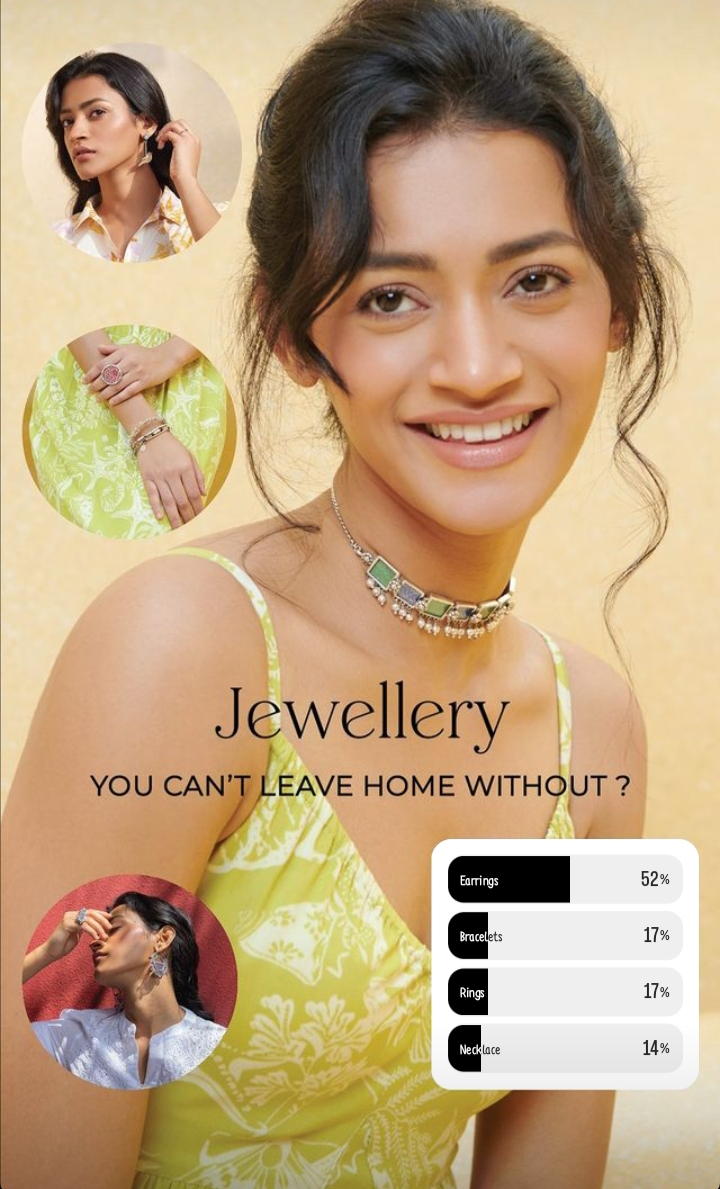 Jewellery
YOU CAN'T LEAVE HOME WITHOUT ?
Earrings 52%
Bracelets 17%
Rings 17%
Necklace 14%